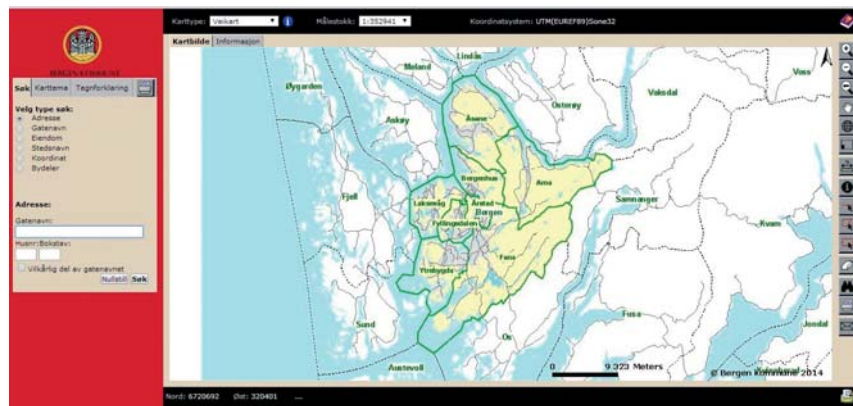 Karttype: Veikart Målestokk: 1:352941 Koordinatsystem: UTM(EUREF89)Sone32
Kartbilde Informasjon
Søk Karttema Tegnforklaring
Velg type søk:
Adresse
Gatenavn
Eiendom
Stedsnavn
Koordinat
Bydeler
Adresse:
Gatenavn:
Husnr: Bokstav:
Vilkårlig del av gatenavnet
Nullstill Søk
Lindås
Meland
Øygarden
Osterøy
Vaksdal
Voss
Askøy
Åsane
Bergenhus
Arna
Laksevåg
Årstad
Bergen
Fyllingsdalen
Fjell
Samnanger
Kvam
Ytrebygda
Fana
Sund
Os
Fusa
Jondal
Austevoll
0 9 323 Meters
© Bergen Kommune 2014
Nord: 6720692 Øst: 320401 ...